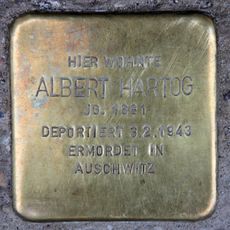 HIER WOHNTE
ALBERT HARTOG
JG. 1891
DEPORTIERT 3.2.1943
ERMORDET IN
AUSCHWITZ